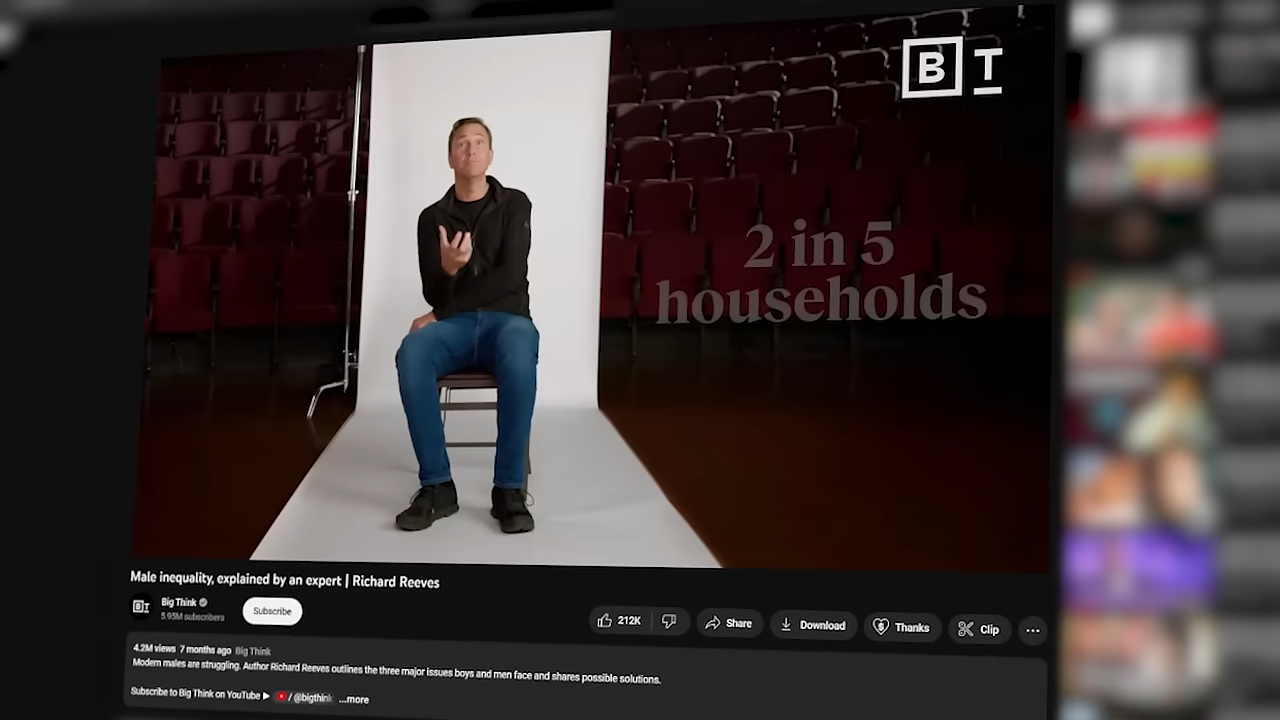 BT
2 in 5
households
Male inequality, explained by an expert | Richard Reeves
BT
Big Think
5.95M subscribers
Subscribe
212K
Share
Download
Thanks
Clip
4.2M views 7 months ago Big Think
Modern males are struggling. Author Richard Reeves outlines the three major issues boys and men face and shares possible solutions.
Subscribe to Big Think on YouTube ► / @bigthink ...more